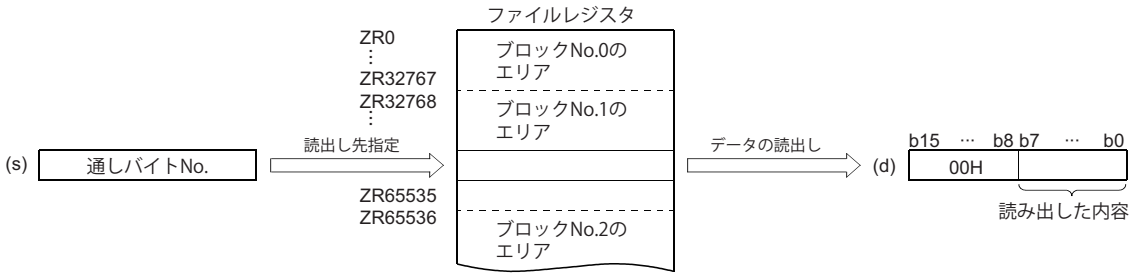 ファイルレジスタ
ZR0
⋮
ZR32767
ZR32768
⋮
ブロックNo.0の
エリア
ブロックNo.1の
エリア
(s)
通しバイトNo.
読出し先指定
ZR65535
ZR65536
ブロックNo.2の
エリア
データの読出し
(d)
b15 … b8 b7 … b0
00H
読み出した内容